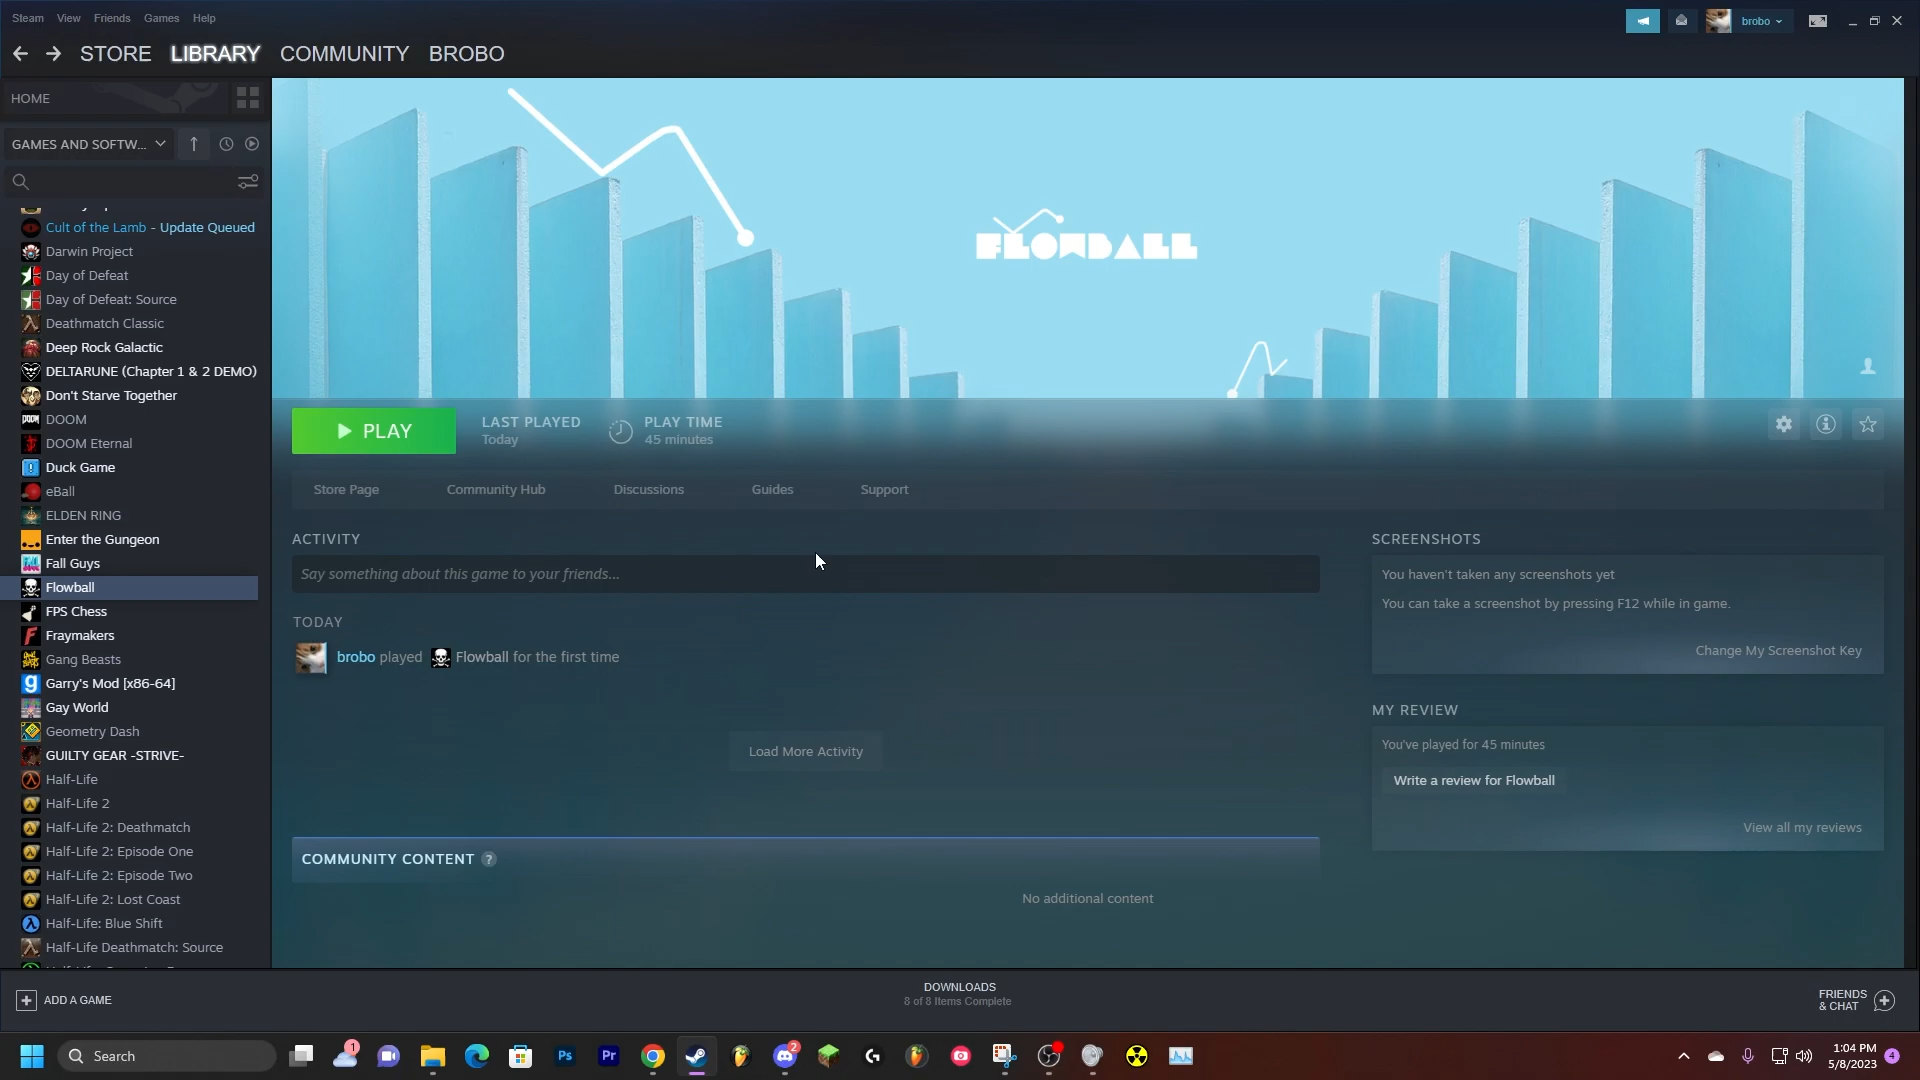 Steam View Friends Games Help
brobo
STORE LIBRARY COMMUNITY BROBO
HOME
GAMES AND SOFTW...
Cult of the Lamb - Update Queued
Darwin Project
Day of Defeat
Day of Defeat: Source
Deathmatch Classic
Deep Rock Galactic
DELTARUNE (Chapter 1 & 2 DEMO)
Don't Starve Together
DOOM
DOOM Eternal
Duck Game
eBall
ELDEN RING
Enter the Gungeon
Fall Guys
Flowball
FPS Chess
Fraymakers
Gang Beasts
Garry's Mod [x86-64]
Gay World
Geometry Dash
GUILTY GEAR -STRIVE-
Half-Life
Half-Life 2
Half-Life 2: Deathmatch
Half-Life 2: Episode One
Half-Life 2: Episode Two
Half-Life 2: Lost Coast
Half-Life: Blue Shift
Half-Life Deathmatch: Source
FLOWBALL
PLAY
LAST PLAYED
Today
PLAY TIME
45 minutes
Store Page Community Hub Discussions Guides Support
ACTIVITY
Say something about this game to your friends...
TODAY
brobo played Flowball for the first time
Load More Activity
COMMUNITY CONTENT ?
No additional content
SCREENSHOTS
You haven't taken any screenshots yet
You can take a screenshot by pressing F12 while in game.
Change My Screenshot Key
MY REVIEW
You've played for 45 minutes
Write a review for Flowball
View all my reviews
ADD A GAME
DOWNLOADS
8 of 8 Items Complete
FRIENDS
& CHAT
Search
1
Ps
Pr
2
1:04 PM
5/8/2023
4